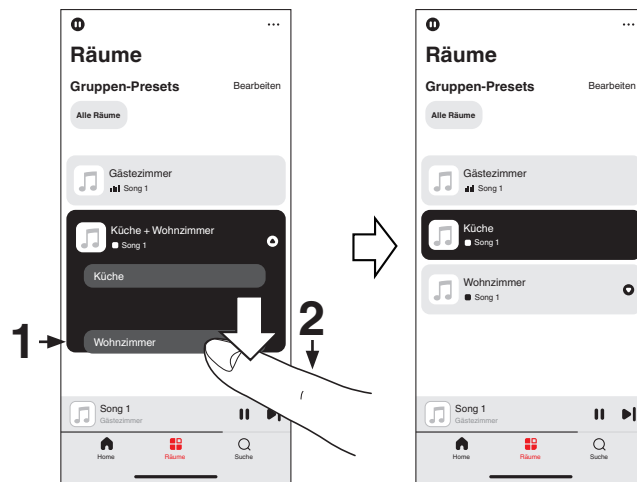 Räume
Gruppen-Presets Bearbeiten
Alle Räume
Gästezimmer
Song 1
Küche + Wohnzimmer
Song 1
Küche
Wohnzimmer
1
2
Song 1
Gästezimmer
Home Räume Suche
Räume
Gruppen-Presets Bearbeiten
Alle Räume
Gästezimmer
Song 1
Küche
Song 1
Wohnzimmer
Song 1
Song 1
Gästezimmer
Home Räume Suche